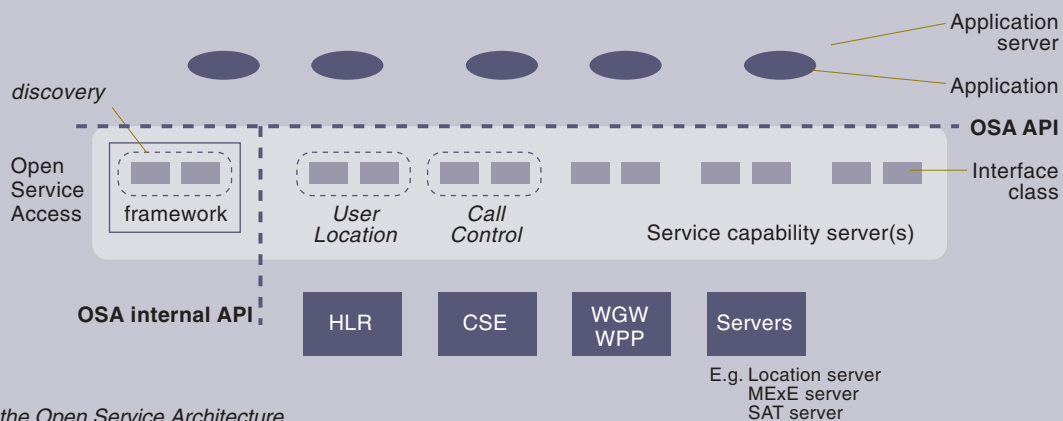 Application
server
discovery
Application
OSA API
Open
Service
Access
Interface
class
framework
User
Location
Call
Control
Service capability server(s)
OSA internal API
HLR
CSE
WGW
WPP
Servers
E.g. Location server
MExE server
SAT server
the Open Service Architecture